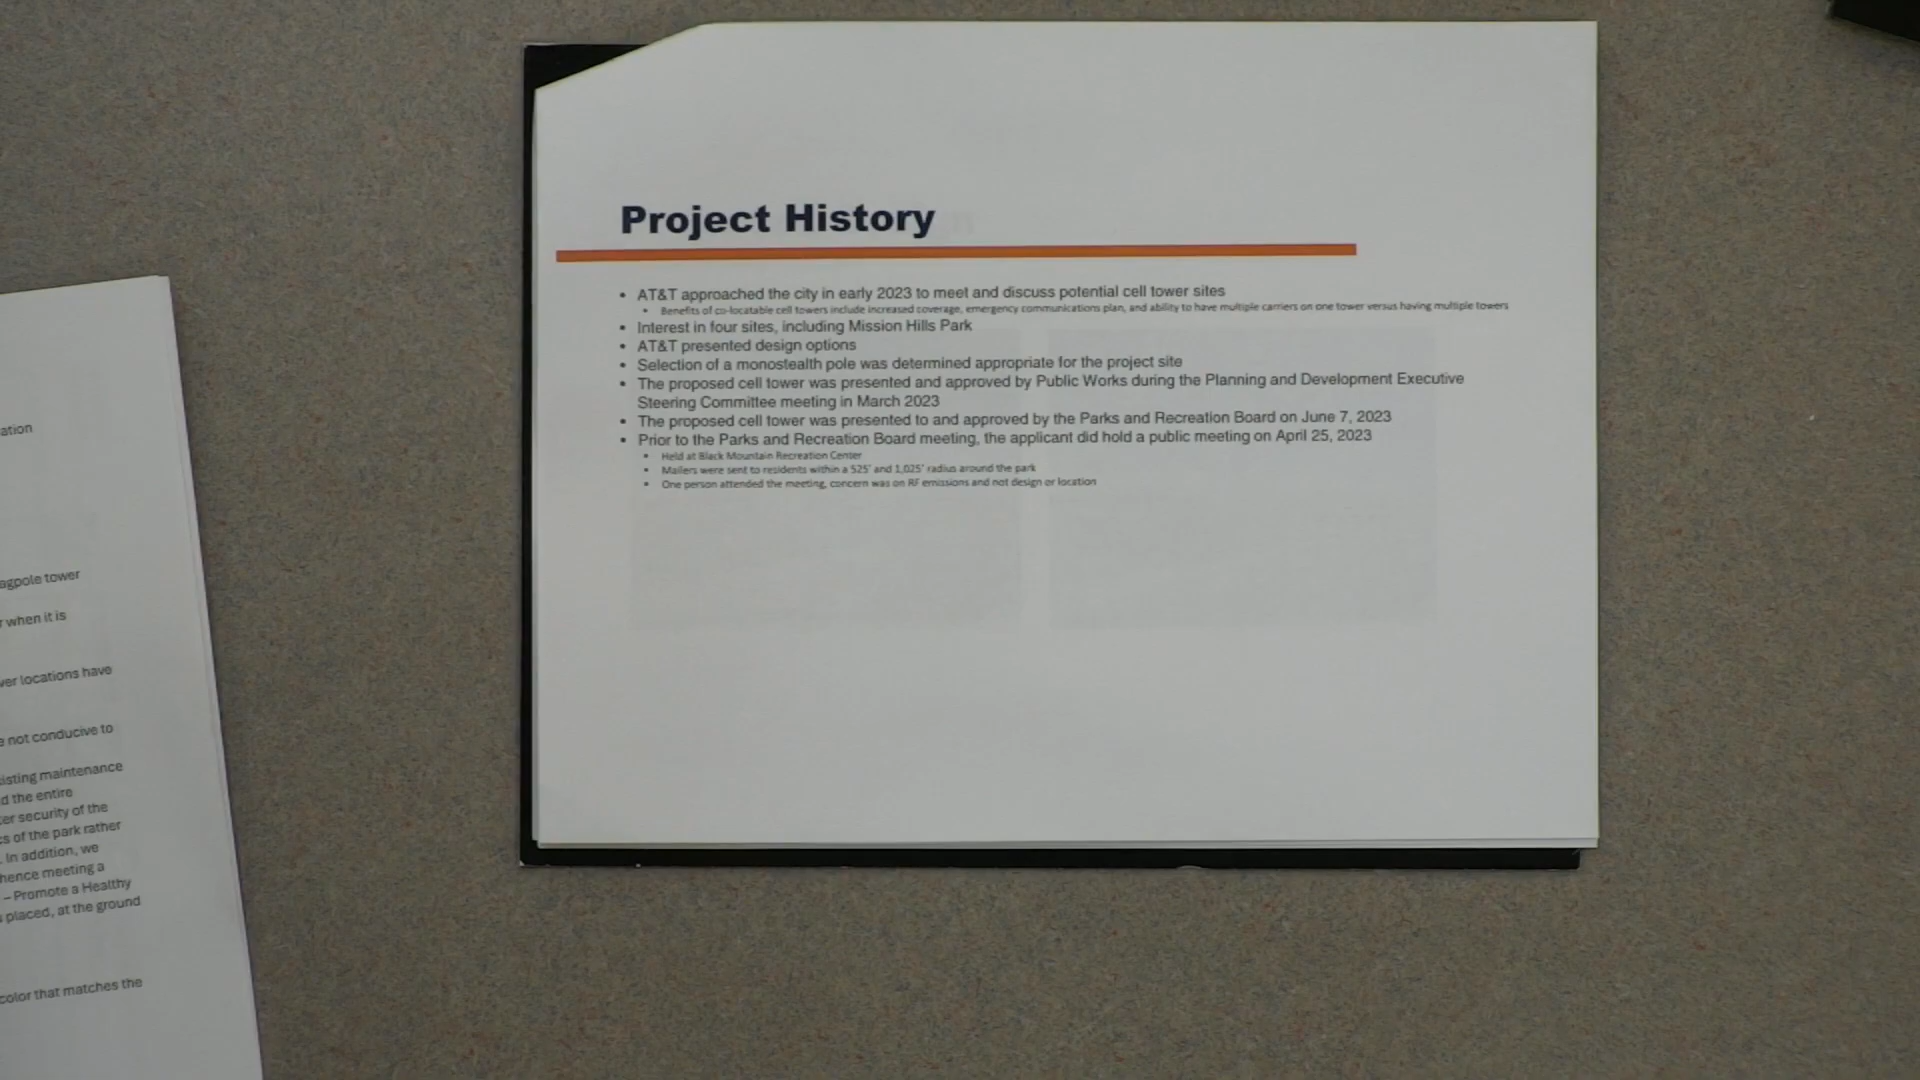 Project History
• AT&T approached the city in early 2023 to meet and discuss potential cell tower sites
• Benefits of co-locatable cell towers include increased coverage, emergency communications plan, and ability to have multiple carriers on one tower versus having multiple towers
• Interest in four sites, including Mission Hills Park
• AT&T presented design options
• Selection of a monostealth pole was determined appropriate for the project site
• The proposed cell tower was presented and approved by Public Works during the Planning and Development Executive
Steering Committee meeting in March 2023
• The proposed cell tower was presented to and approved by the Parks and Recreation Board on June 7, 2023
• Prior to the Parks and Recreation Board meeting, the applicant did hold a public meeting on April 25, 2023
• Held at Black Mountain Recreation Center
• Mailers were sent to residents within a 525' and 1,025' radius around the park
• One person attended the meeting, concern was on RF emissions and not design or location
ation
agpole tower
when it is
ver locations have
not conducive to
isting maintenance
d the entire
ter security of the
cs of the park rather
. In addition, we
hence meeting a
– Promote a Healthy
placed, at the ground
color that matches the